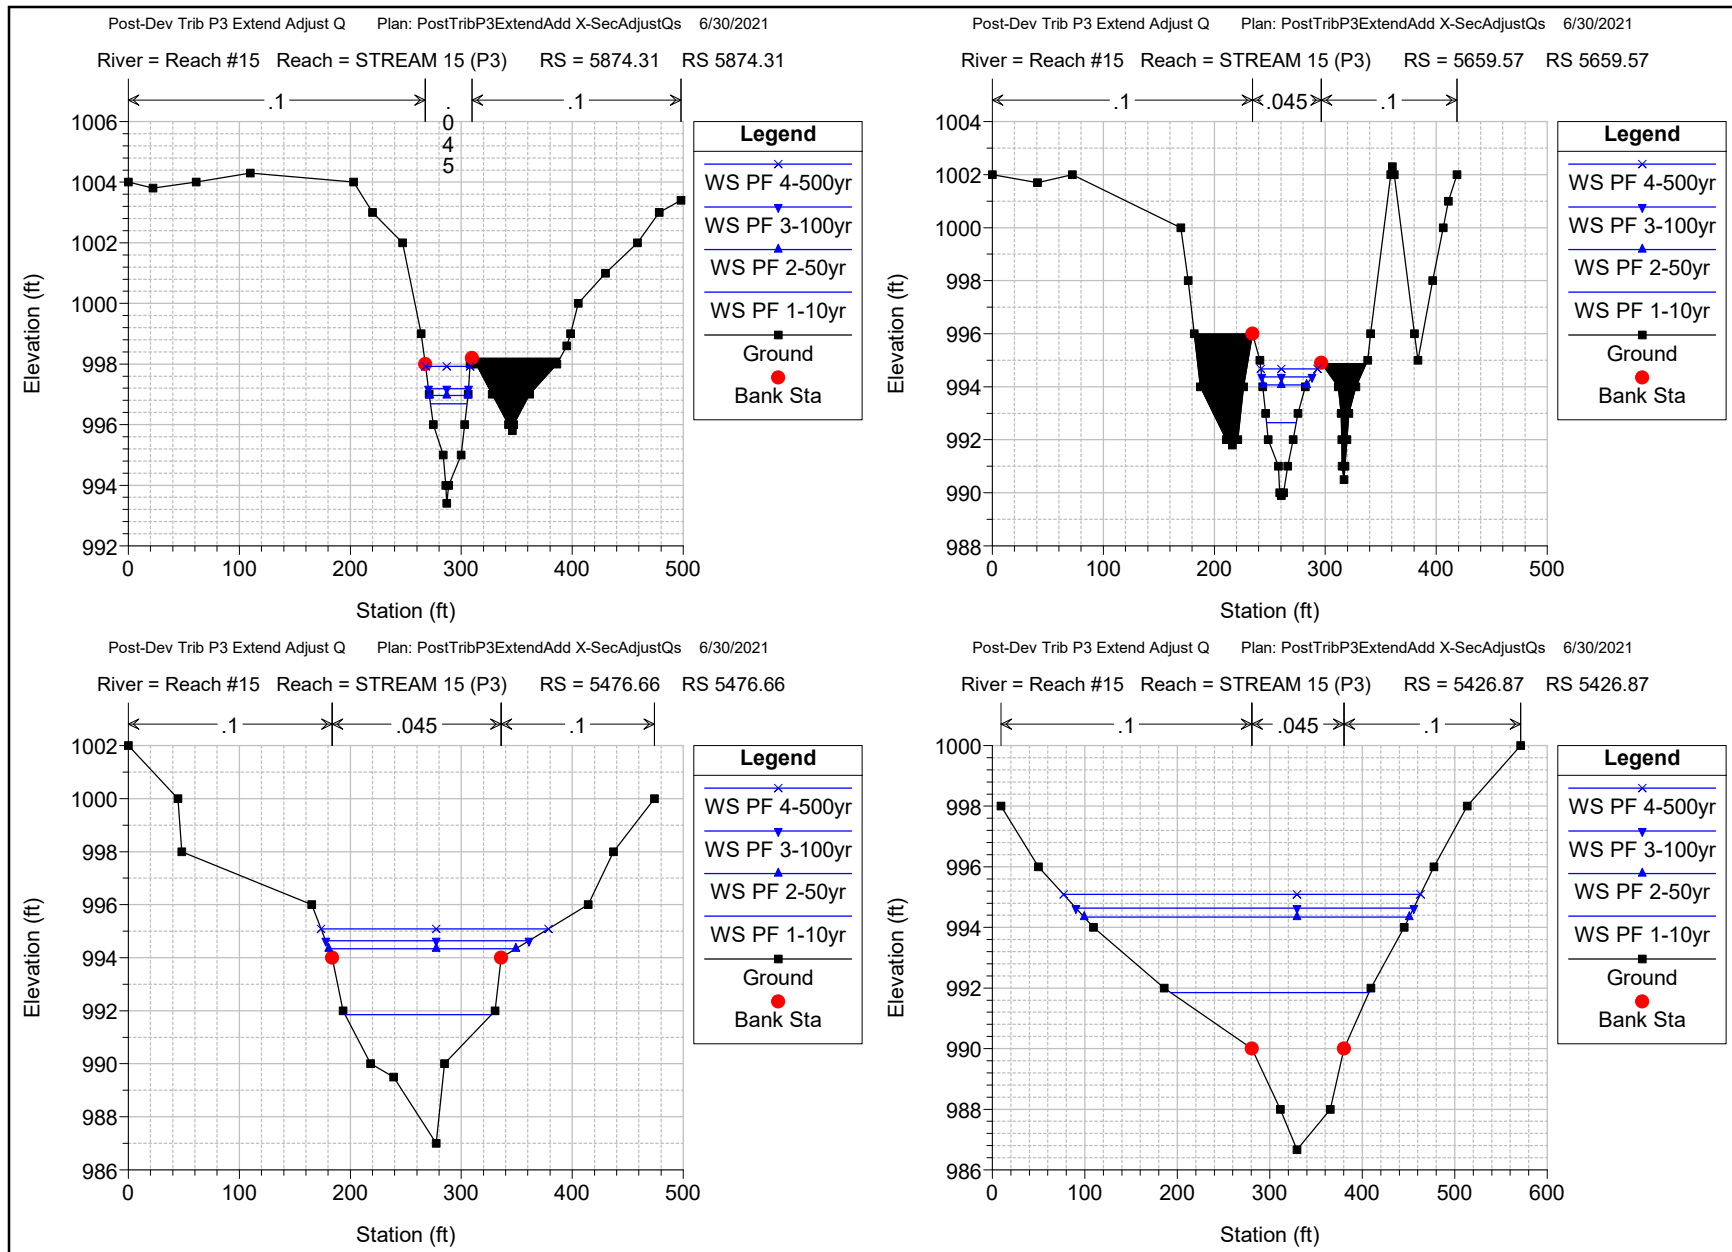 Post-Dev Trib P3 Extend Adjust Q Plan: PostTribP3ExtendAdd X-SecAdjustQs 6/30/2021
River = Reach #15 Reach = STREAM 15 (P3) RS = 5874.31 RS 5874.31
.1 .045 .1
1006
1004
1002
1000
998
996
994
992
Elevation (ft)
0 100 200 300 400 500
Station (ft)
Legend
WS PF 4-500yr
WS PF 3-100yr
WS PF 2-50yr
WS PF 1-10yr
Ground
Bank Sta
Post-Dev Trib P3 Extend Adjust Q Plan: PostTribP3ExtendAdd X-SecAdjustQs 6/30/2021
River = Reach #15 Reach = STREAM 15 (P3) RS = 5659.57 RS 5659.57
.1 .045 .1
1004
1002
1000
998
996
994
992
990
988
Elevation (ft)
0 100 200 300 400 500
Station (ft)
Legend
WS PF 4-500yr
WS PF 3-100yr
WS PF 2-50yr
WS PF 1-10yr
Ground
Bank Sta
Post-Dev Trib P3 Extend Adjust Q Plan: PostTribP3ExtendAdd X-SecAdjustQs 6/30/2021
River = Reach #15 Reach = STREAM 15 (P3) RS = 5476.66 RS 5476.66
.1 .045 .1
1002
1000
998
996
994
992
990
988
986
Elevation (ft)
0 100 200 300 400 500
Station (ft)
Legend
WS PF 4-500yr
WS PF 3-100yr
WS PF 2-50yr
WS PF 1-10yr
Ground
Bank Sta
Post-Dev Trib P3 Extend Adjust Q Plan: PostTribP3ExtendAdd X-SecAdjustQs 6/30/2021
River = Reach #15 Reach = STREAM 15 (P3) RS = 5426.87 RS 5426.87
.1 .045 .1
1000
998
996
994
992
990
988
986
Elevation (ft)
0 100 200 300 400 500 600
Station (ft)
Legend
WS PF 4-500yr
WS PF 3-100yr
WS PF 2-50yr
WS PF 1-10yr
Ground
Bank Sta